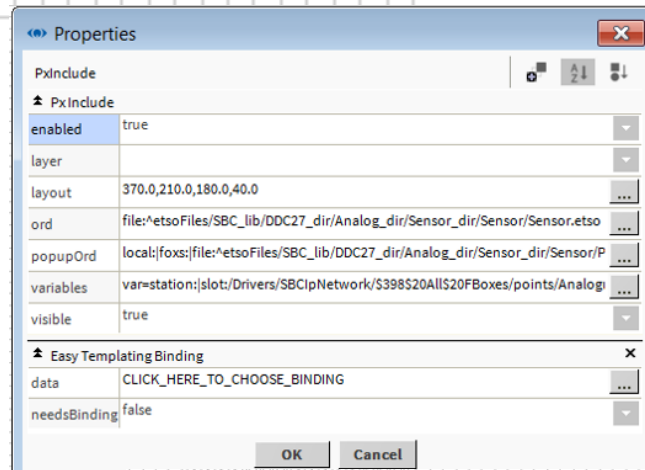 Properties
PxInclude
PxInclude
enabled true
layer
layout 370.0,210.0,180.0,40.0 ...
ord file:^etsoFiles/SBC_lib/DDC27_dir/Analog_dir/Sensor_dir/Sensor/Sensor.etso ...
popupOrd local:|foxs:|file:^etsoFiles/SBC_lib/DDC27_dir/Analog_dir/Sensor_dir/Sensor/P ...
variables var=station:|slot:/Drivers/SBCIpNetwork/$398$20All$20FBoxes/points/Analog ...
visible true
Easy Templating Binding
data CLICK_HERE_TO_CHOOSE_BINDING ...
needsBinding false
OK Cancel